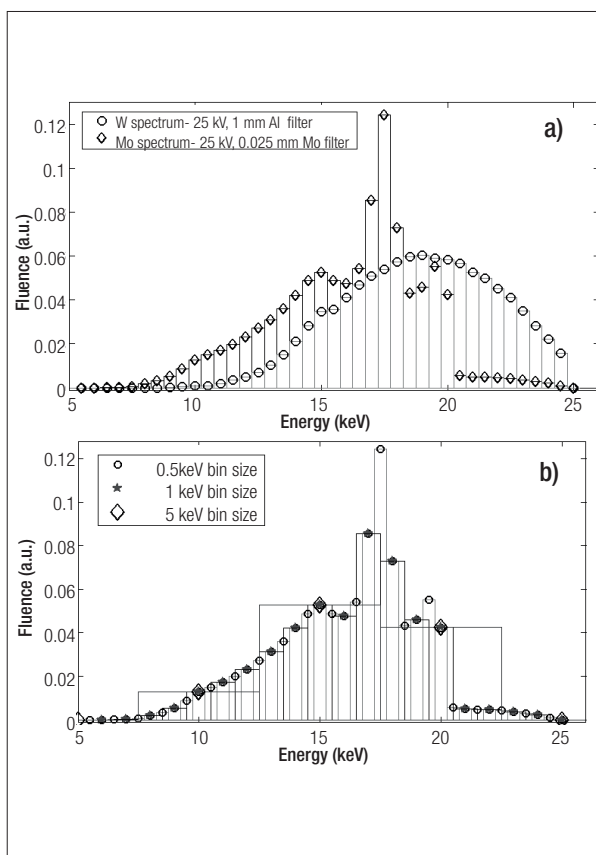 0.12
0.1
0.08
0.06
0.04
0.02
0
Fluence (a.u.)
W spectrum- 25 kV, 1 mm Al filter
Mo spectrum- 25 kV, 0.025 mm Mo filter
a)
5 10 15 20 25
Energy (keV)
0.12
0.1
0.08
0.06
0.04
0.02
0
Fluence (a.u.)
0.5keV bin size
1 keV bin size
5 keV bin size
b)
5 10 15 20 25
Energy (keV)